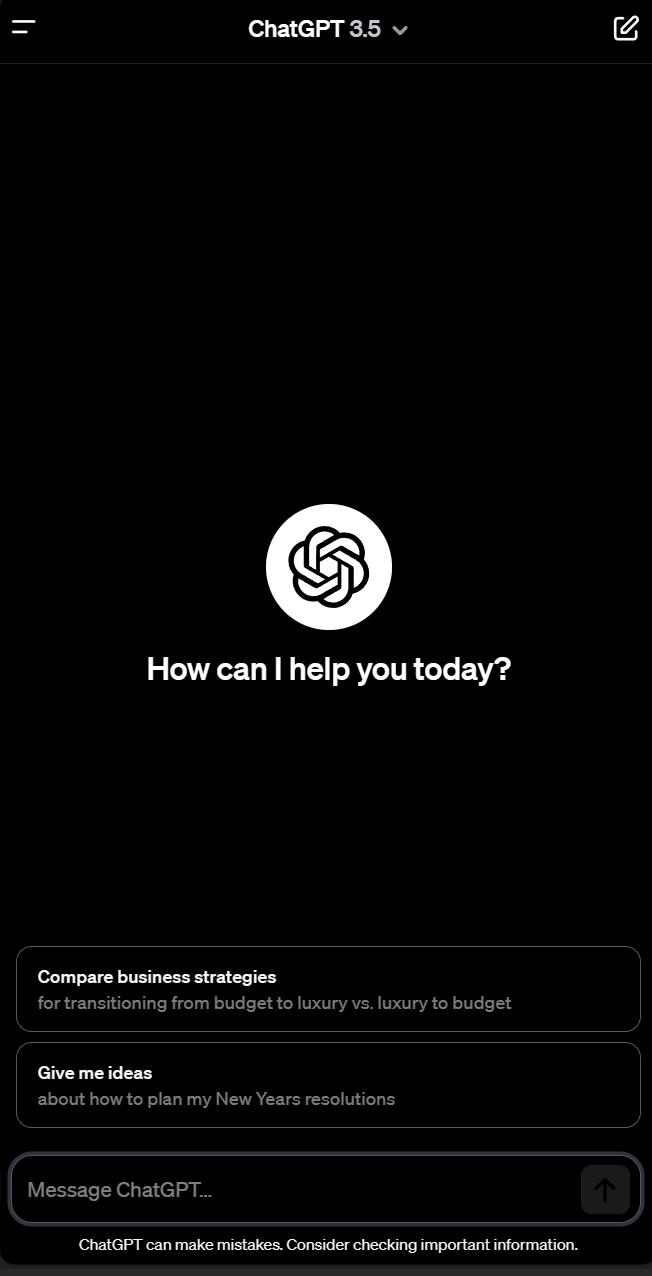 ChatGPT 3.5
How can I help you today?
Compare business strategies
for transitioning from budget to luxury vs. luxury to budget
Give me ideas
about how to plan my New Years resolutions
Message ChatGPT...
ChatGPT can make mistakes. Consider checking important information.